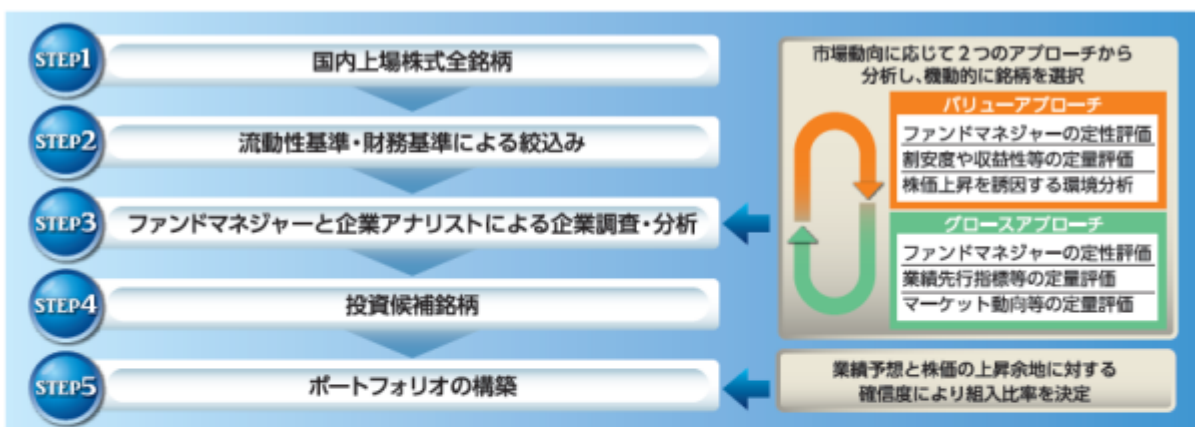 STEP1
国内上場株式全銘柄
STEP2
流動性基準・財務基準による絞込み
STEP3
ファンドマネジャーと企業アナリストによる企業調査・分析
STEP4
投資候補銘柄
STEP5
ポートフォリオの構築
市場動向に応じて2つのアプローチから
分析し、機動的に銘柄を選択
バリューアプローチ
ファンドマネジャーの定性評価
割安度や収益性等の定量評価
株価上昇を誘因する環境分析
グロースアプローチ
ファンドマネジャーの定性評価
業績先行指標等の定量評価
マーケット動向等の定量評価
業績予想と株価の上昇余地に対する
確信度により組入比率を決定